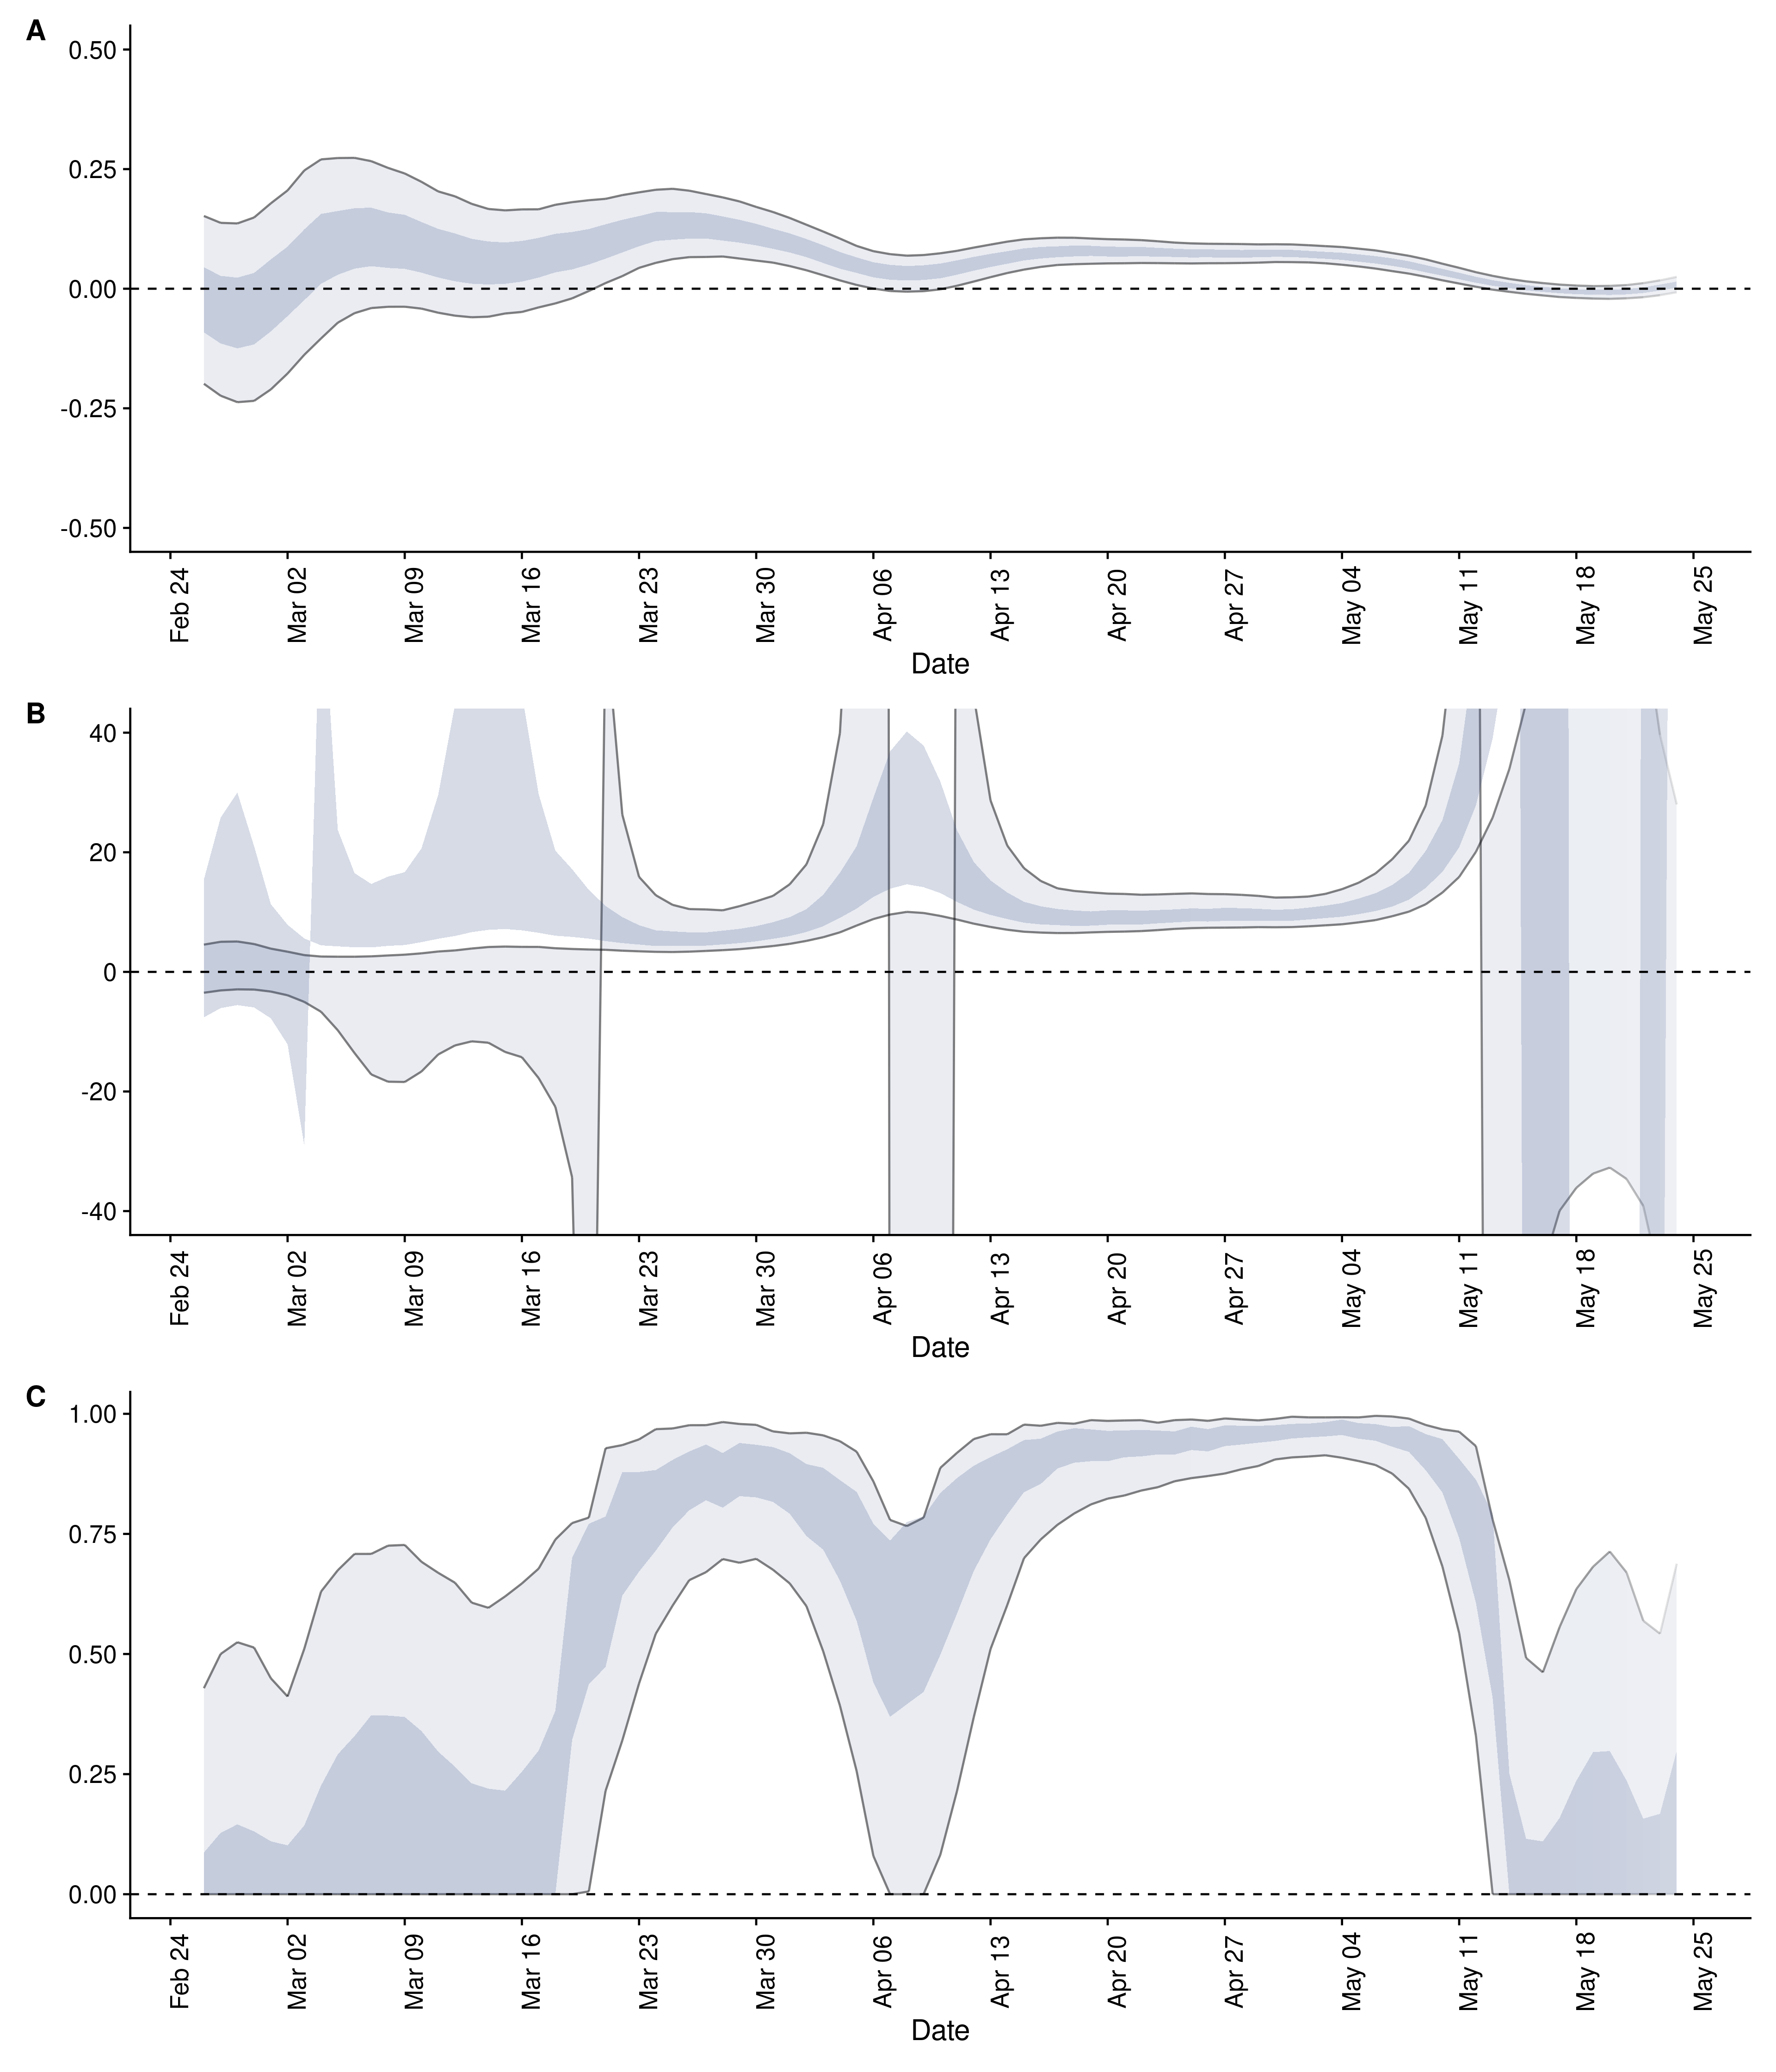 A
0.50
0.25
0.00
-0.25
-0.50
Feb 24
Mar 02
Mar 09
Mar 16
Mar 23
Mar 30
Apr 06
Apr 13
Apr 20
Apr 27
May 04
May 11
May 18
May 25
Date
B
40
20
0
-20
-40
Feb 24
Mar 02
Mar 09
Mar 16
Mar 23
Mar 30
Apr 06
Apr 13
Apr 20
Apr 27
May 04
May 11
May 18
May 25
Date
C
1.00
0.75
0.50
0.25
0.00
Feb 24
Mar 02
Mar 09
Mar 16
Mar 23
Mar 30
Apr 06
Apr 13
Apr 20
Apr 27
May 04
May 11
May 18
May 25
Date